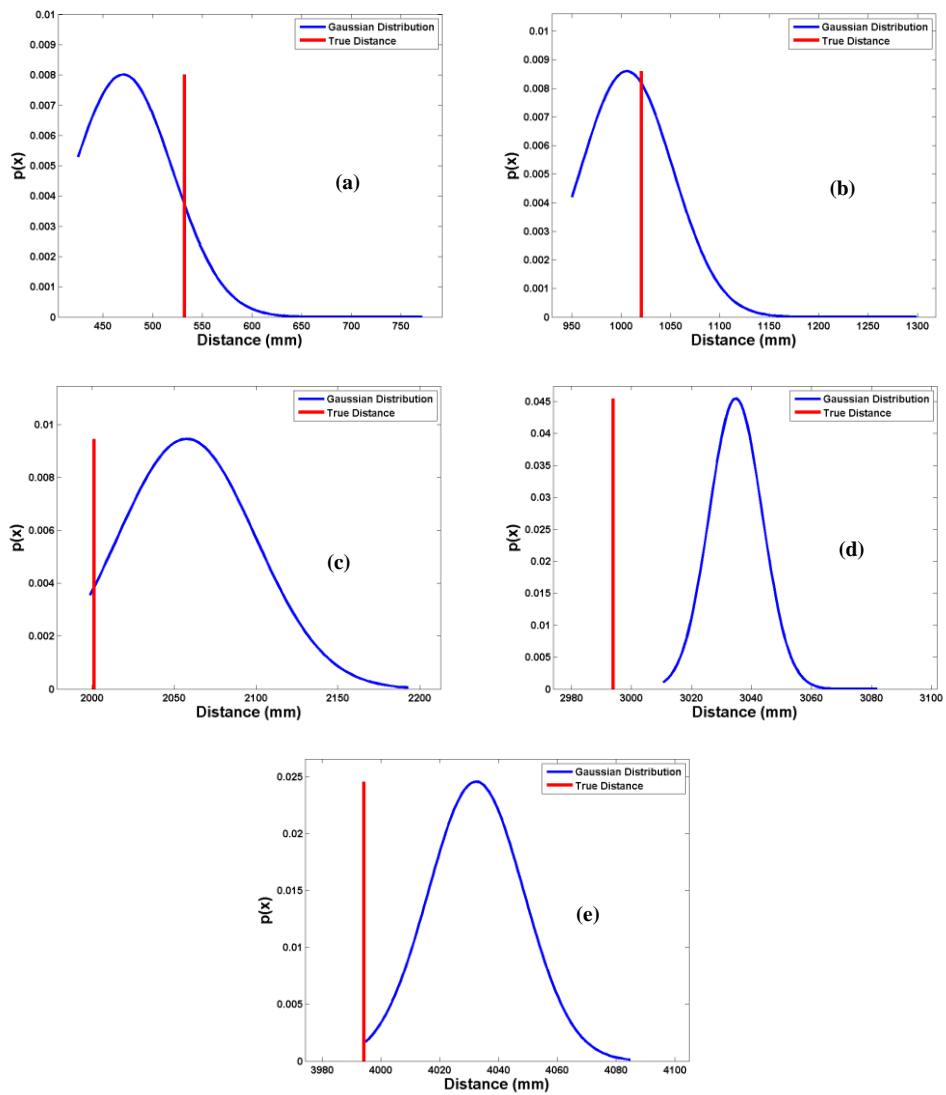 0.01
0.009
0.008
0.007
0.006
0.005
0.004
0.003
0.002
0.001
0
p(x)
450 500 550 600 650 700 750
Distance (mm)
Gaussian Distribution
True Distance
(a)
0.01
0.009
0.008
0.007
0.006
0.005
0.004
0.003
0.002
0.001
0
p(x)
950 1000 1050 1100 1150 1200 1250 1300
Distance (mm)
Gaussian Distribution
True Distance
(b)
0.01
0.008
0.006
0.004
0.002
0
p(x)
2000 2050 2100 2150 2200
Distance (mm)
Gaussian Distribution
True Distance
(c)
0.045
0.04
0.035
0.03
0.025
0.02
0.015
0.01
0.005
0
p(x)
2980 3000 3020 3040 3060 3080 3100
Distance (mm)
Gaussian Distribution
True Distance
(d)
0.025
0.02
0.015
0.01
0.005
0
p(x)
3980 4000 4020 4040 4060 4080 4100
Distance (mm)
Gaussian Distribution
True Distance
(e)